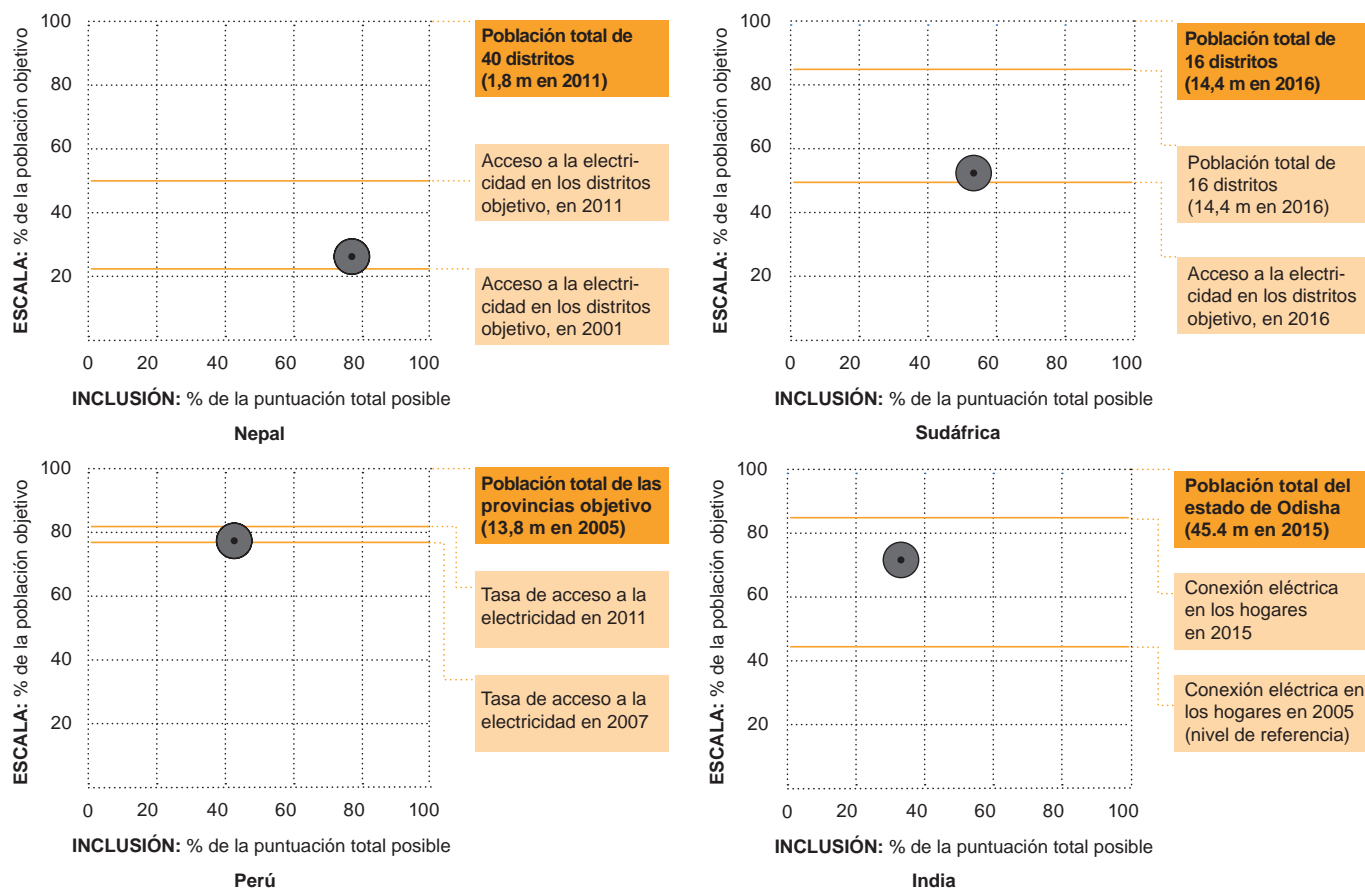 ESCALA: % de la población objetivo
100
80
60
40
20
0 20 40 60 80 100
INCLUSIÓN: % de la puntuación total posible
Nepal
Población total de
40 distritos
(1,8 m en 2011)
Acceso a la electri-
cidad en los distritos
objetivo, en 2011
Acceso a la electri-
cidad en los distritos
objetivo, en 2001
ESCALA: % de la población objetivo
100
80
60
40
20
0 20 40 60 80 100
INCLUSIÓN: % de la puntuación total posible
Sudáfrica
Población total de
16 distritos
(14,4 m en 2016)
Población total de
16 distritos
(14,4 m en 2016)
Acceso a la electri-
cidad en los distritos
objetivo, en 2016
ESCALA: % de la población objetivo
100
80
60
40
20
0 20 40 60 80 100
INCLUSIÓN: % de la puntuación total posible
Perú
Población total de las
provincias objetivo
(13,8 m en 2005)
Tasa de acceso a la
electricidad en 2011
Tasa de acceso a la
electricidad en 2007
ESCALA: % de la población objetivo
100
80
60
40
20
0 20 40 60 80 100
INCLUSIÓN: % de la puntuación total posible
India
Población total del
estado de Odisha
(45.4 m en 2015)
Conexión eléctrica
en los hogares
en 2015
Conexión eléctrica en
los hogares en 2005
(nivel de referencia)